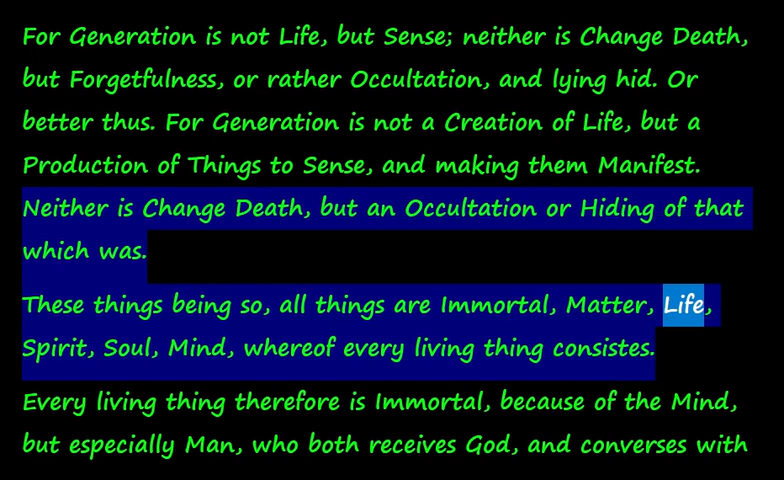 For Generation is not Life, but Sense; neither is Change Death,
but Forgetfulness, or rather Occultation, and lying hid. Or
better thus. For Generation is not a Creation of Life, but a
Production of Things to Sense, and making them Manifest.
Neither is Change Death, but an Occultation or Hiding of that
which was.
These things being so, all things are Immortal, Matter, Life,
Spirit, Soul, Mind, whereof every living thing consistes.
Every living thing therefore is Immortal, because of the Mind,
but especially Man, who both receives God, and converses with